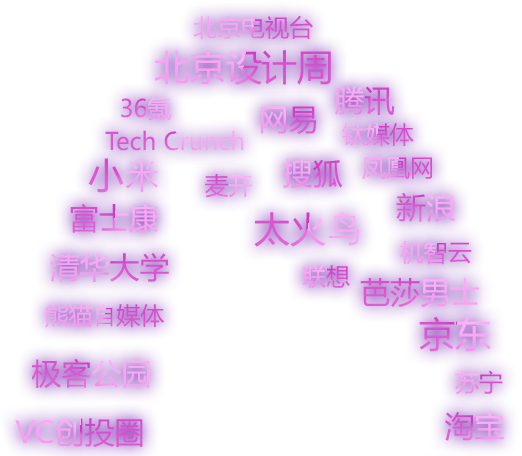 北京电视台
北京设计周
36氪
网易
腾讯
Tech Crunch
钛媒体
小米
麦开
搜狐
凤凰网
富士康
太火鸟
新浪
清华大学
联想
机智云
芭莎男士
熊猫自媒体
京东
极客公园
苏宁
VC创投圈
淘宝